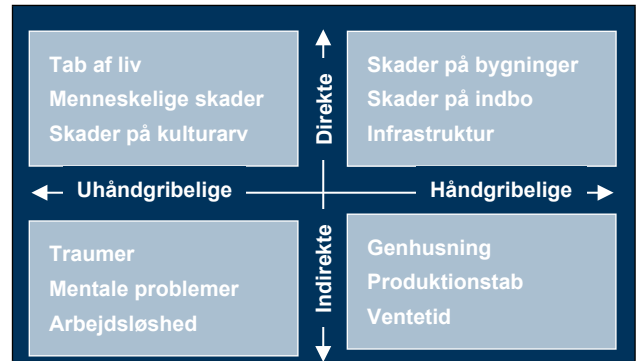 Tab af liv
Menneskelige skader
Skader på kulturarv
Direkte
Skader på bygninger
Skader på indbo
Infrastruktur
Uhåndgribelige
Håndgribelige
Traumer
Mentale problemer
Arbejdsløshed
Indirekte
Genhusning
Produktionstab
Ventetid